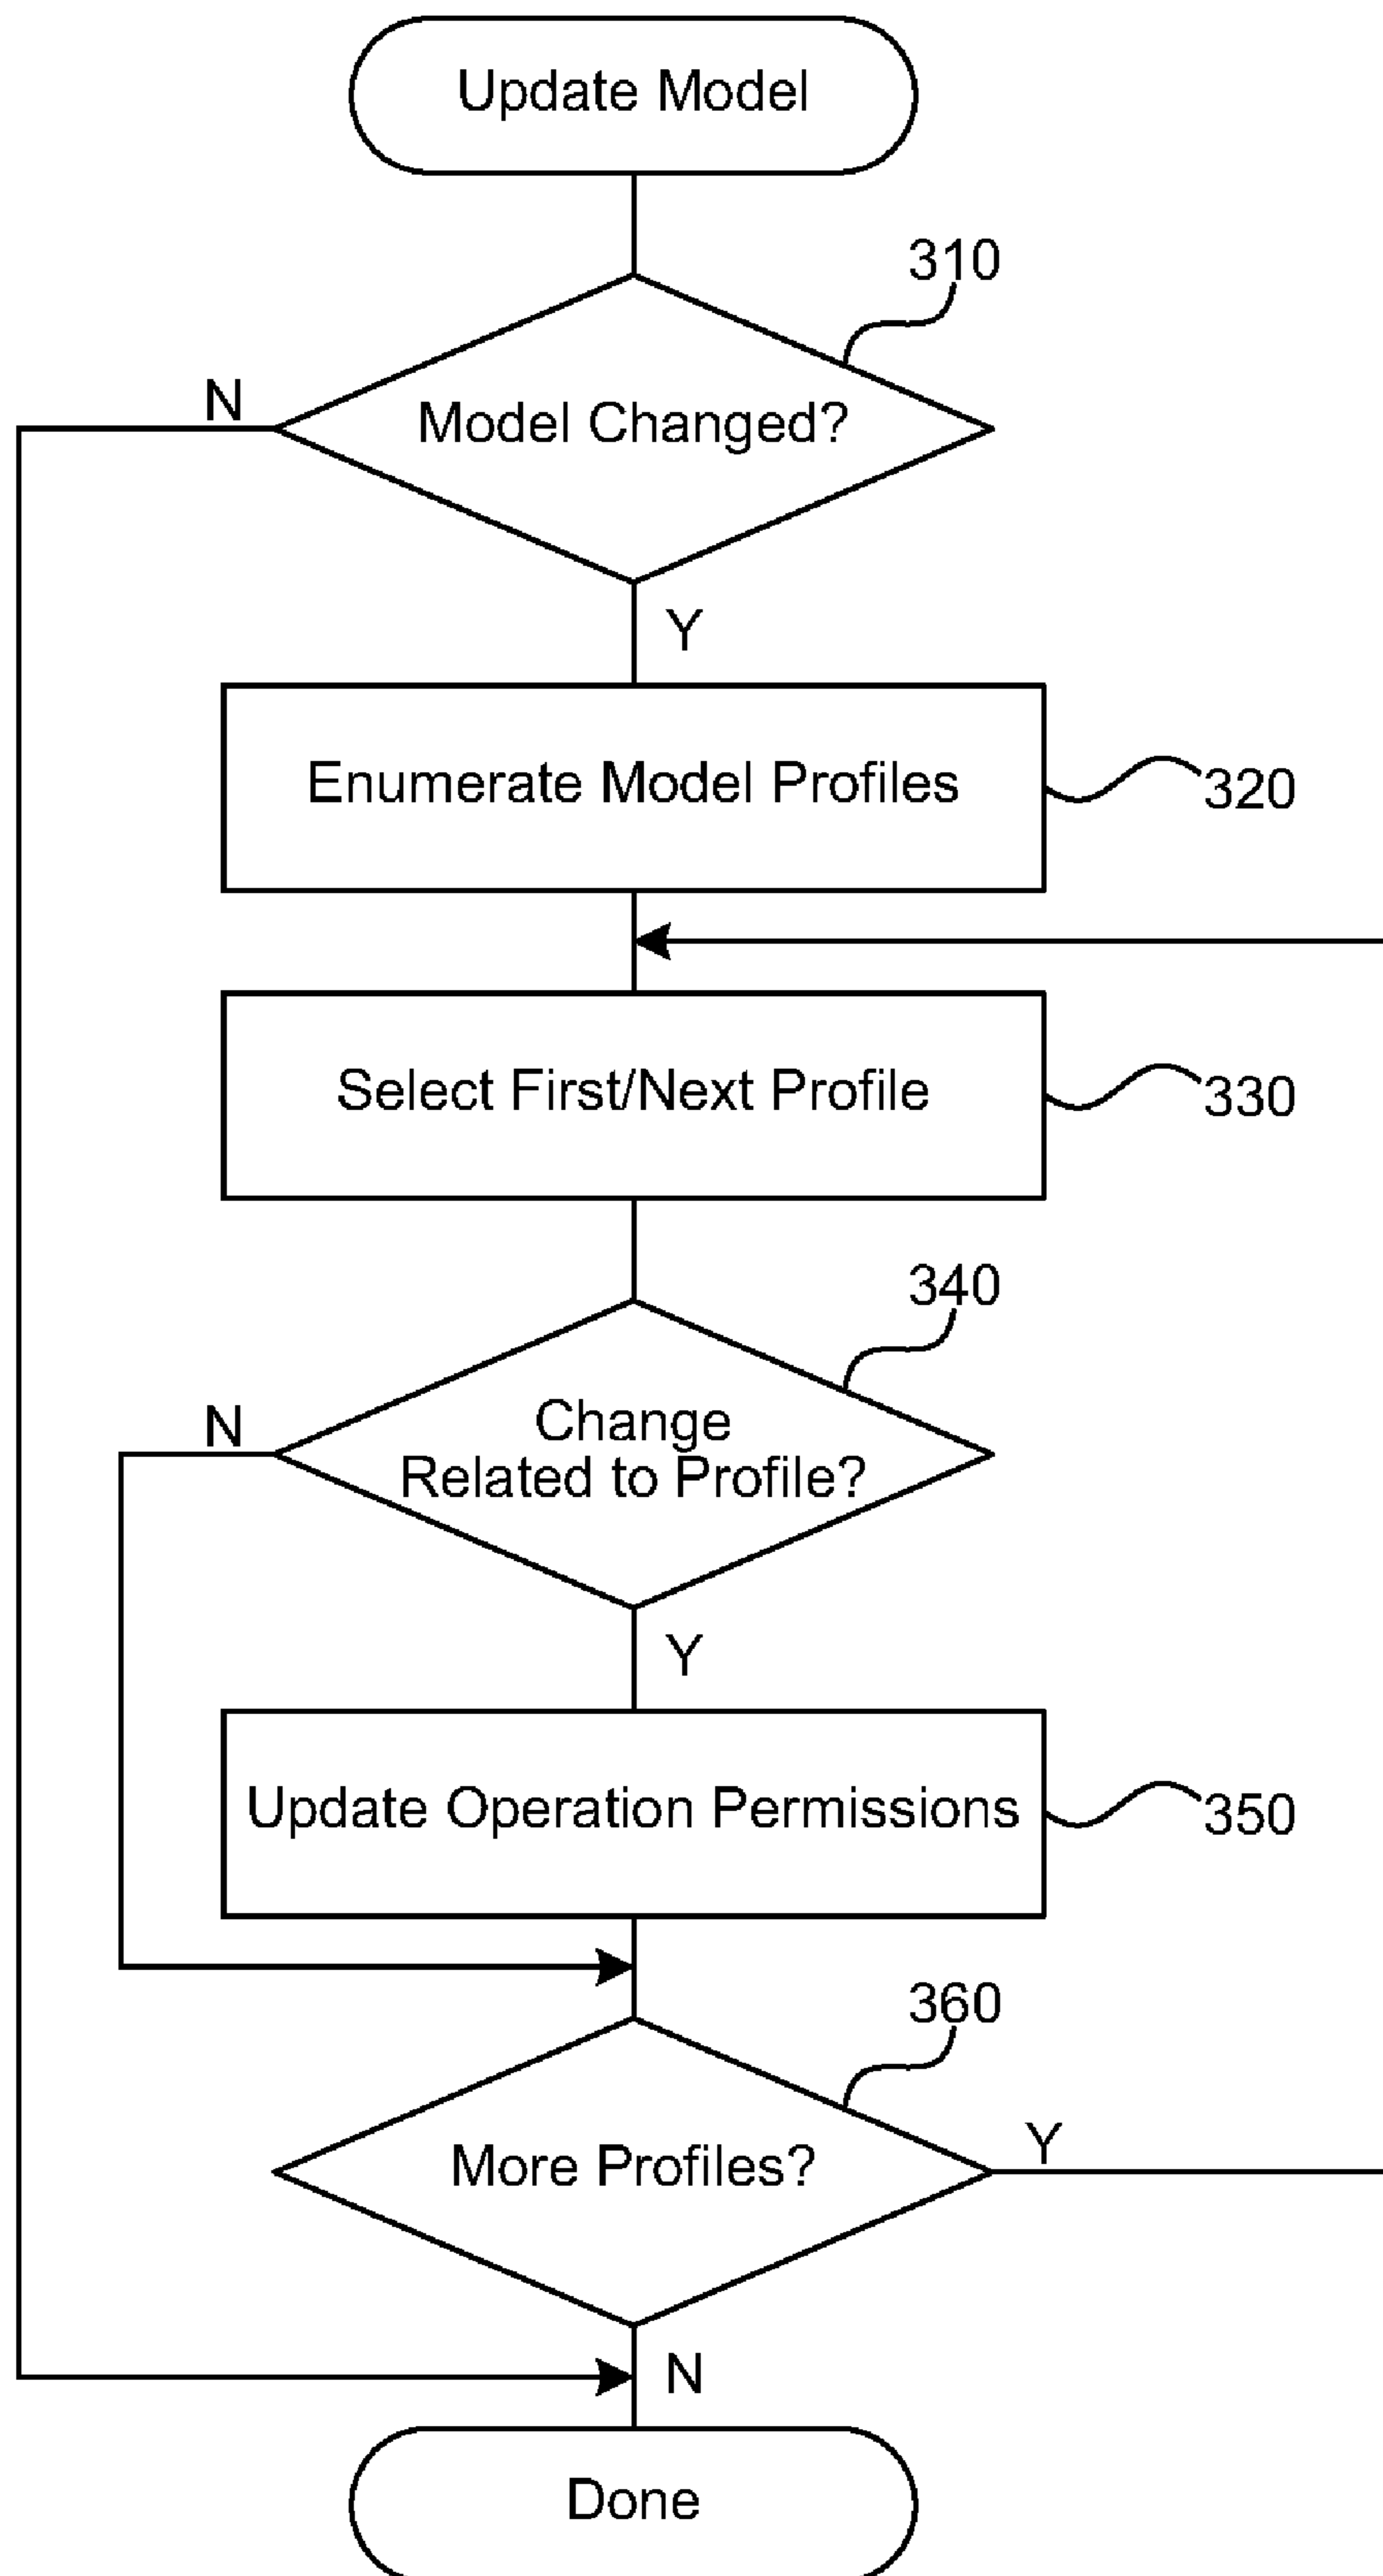 Update Model
310
N
Model Changed?
Y
Enumerate Model Profiles
320
Select First/Next Profile
330
340
N
Change
Related to Profile?
Y
Update Operation Permissions
350
360
More Profiles?
Y
N
Done